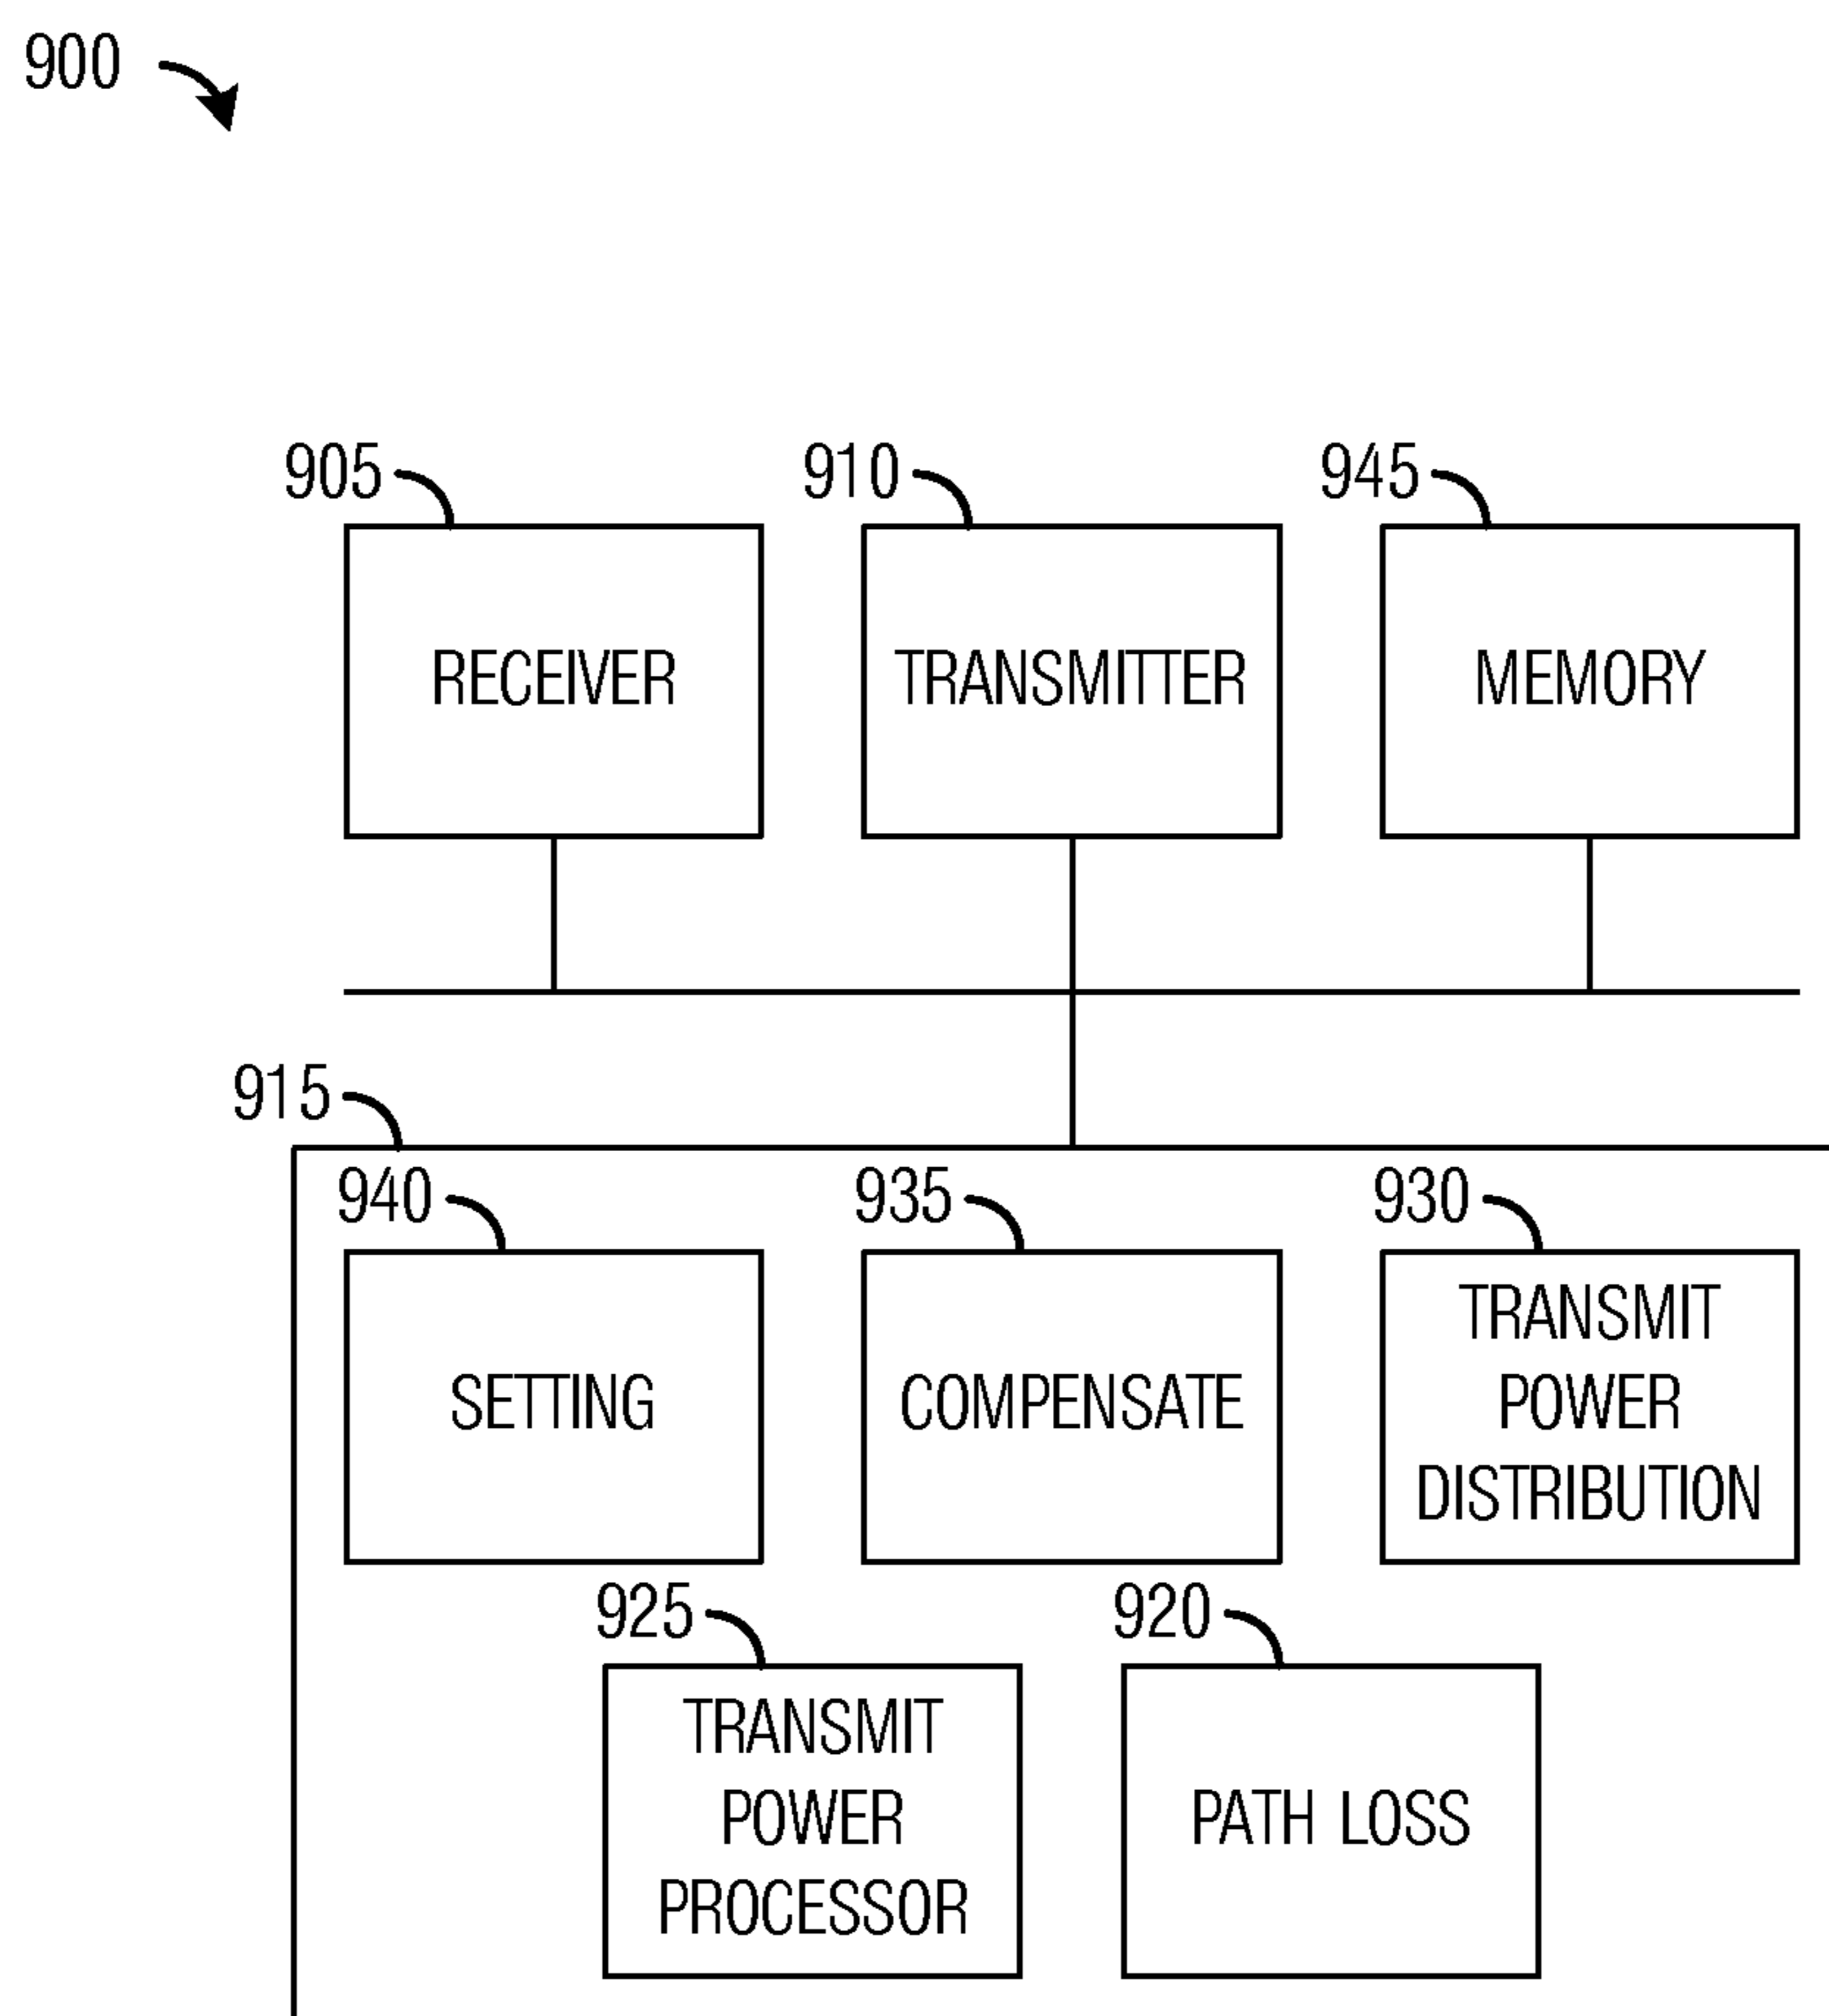 900
905
910
945
RECEIVER
TRANSMITTER
MEMORY
915
940
935
930
SETTING
COMPENSATE
TRANSMIT
POWER
DISTRIBUTION
925
920
TRANSMIT
POWER
PROCESSOR
PATH LOSS